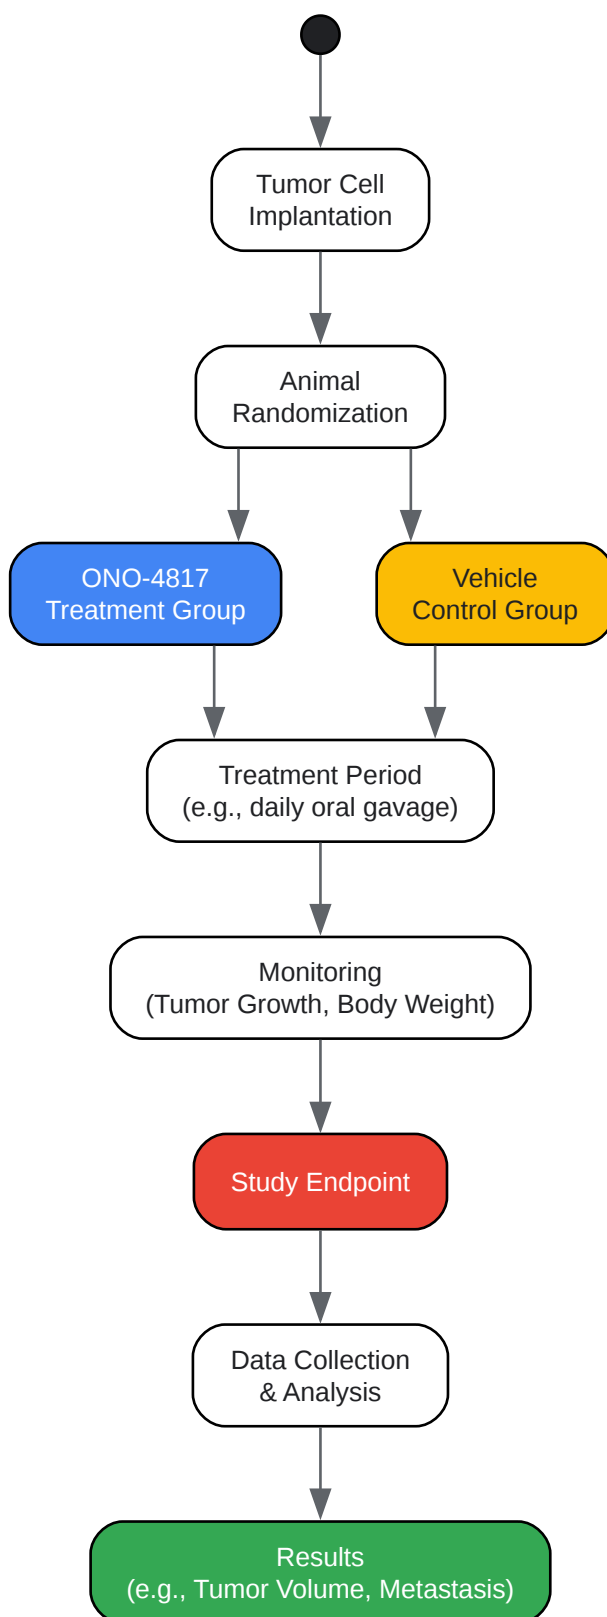 Tumor Cell
Implantation
Animal
Randomization
ONO-4817
Treatment Group
Vehicle
Control Group
Treatment Period
(e.g., daily oral gavage)
Monitoring
(Tumor Growth, Body Weight)
Study Endpoint
Data Collection
& Analysis
Results
(e.g., Tumor Volume, Metastasis)